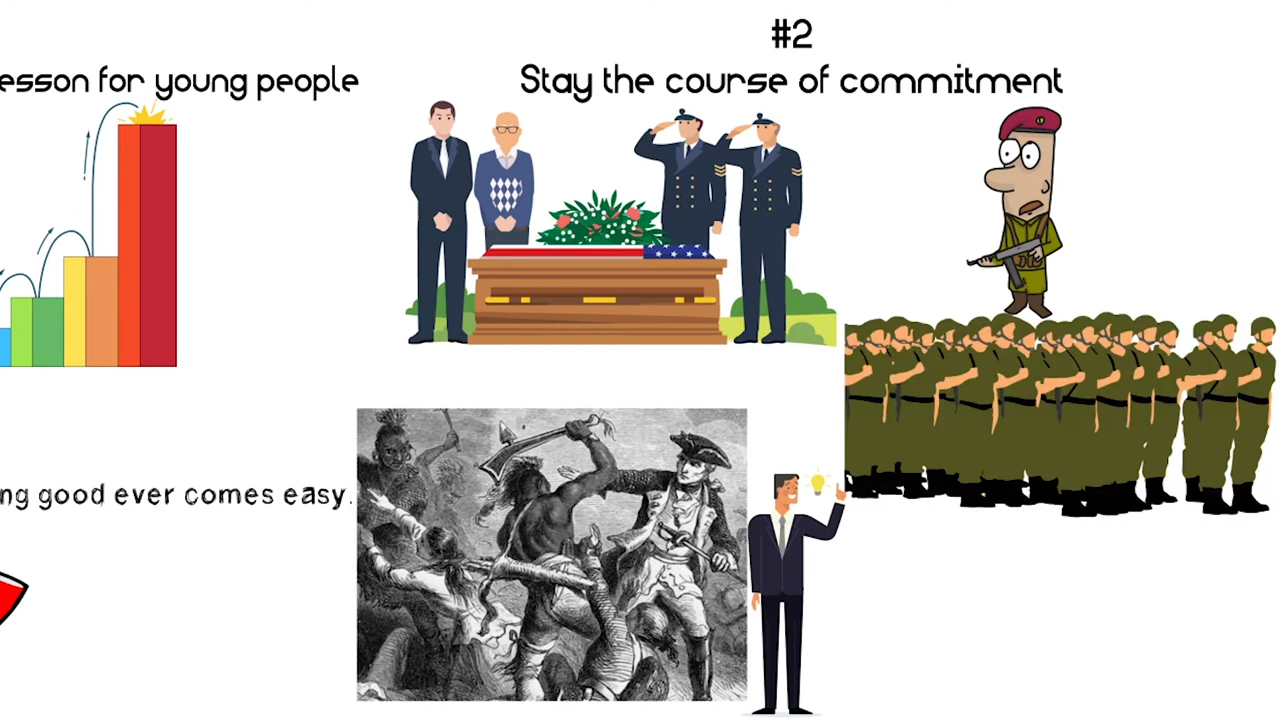 #2
esson for young people
Stay the course of commitment
ng good ever comes easy.